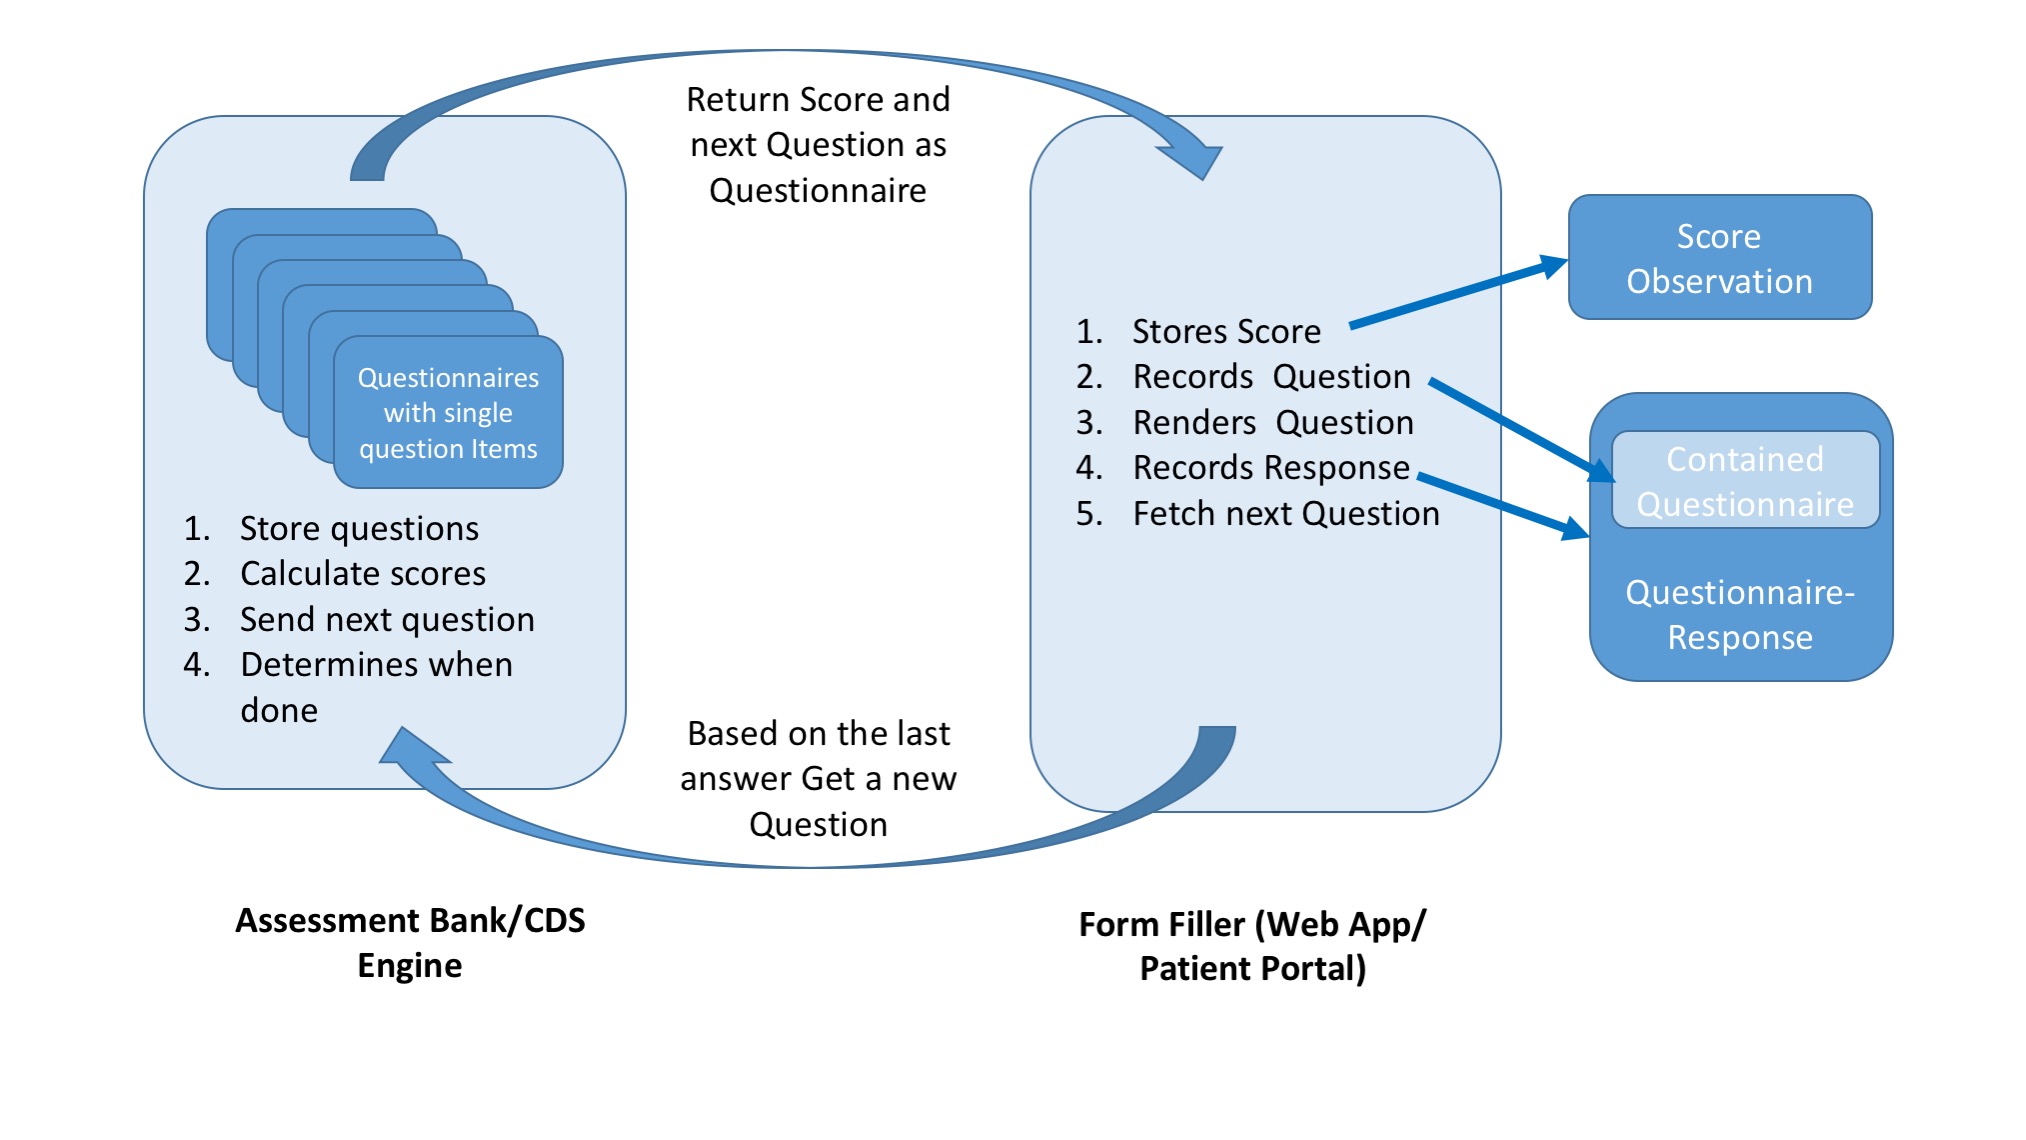 Return Score and
next Question as
Questionnaire
Questionnaires
with single
question Items
1. Store questions
2. Calculate scores
3. Send next question
4. Determines when
done
1. Stores Score
2. Records  Question
3. Renders  Question
4. Records Response
5. Fetch next Question
Score
Observation
Contained
Questionnaire
Questionnaire-
Response
Based on the last
answer Get a new
Question
Assessment Bank/CDS
Engine
Form Filler (Web App/
Patient Portal)